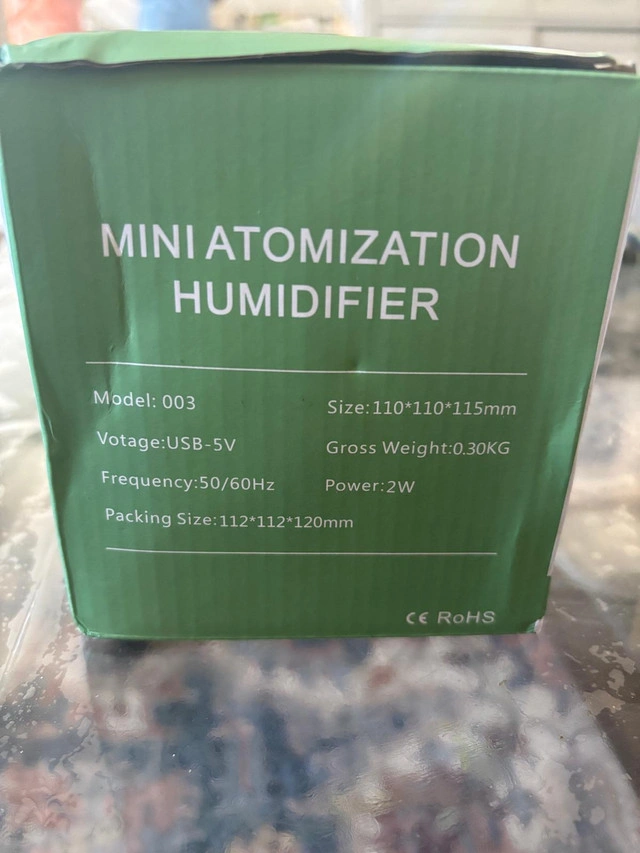 MINI ATOMIZATION
HUMIDIFIER
Model: 003
Size:110*110*115mm
Votage:USB-5V
Gross Weight:0.30KG
Frequency:50/60Hz
Power:2W
Packing Size:112*112*120mm
CE RoHS